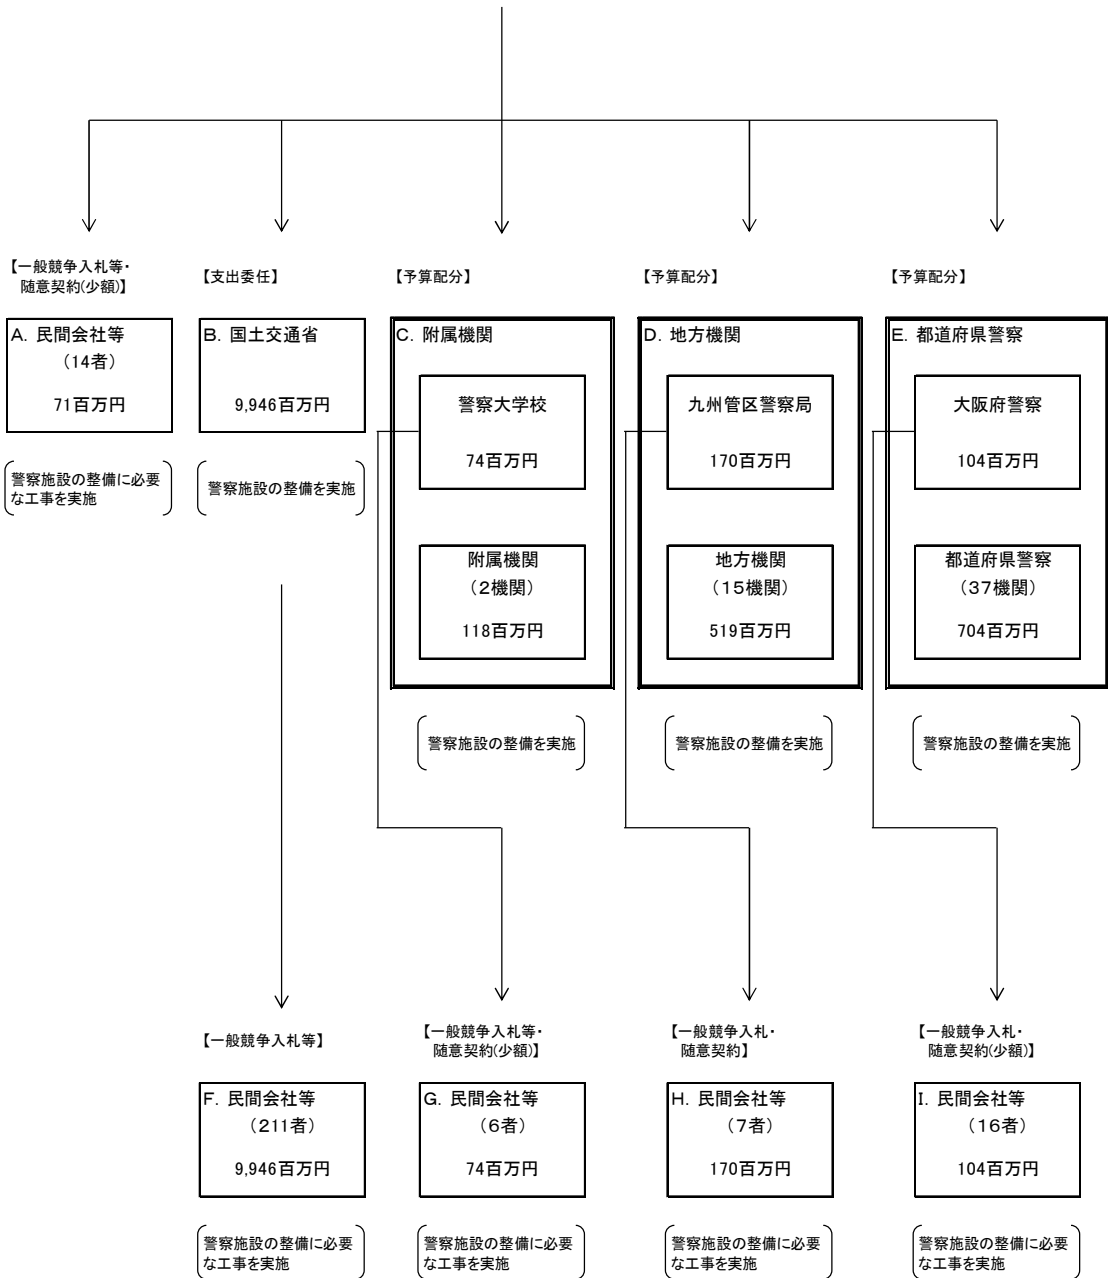 【一般競争入札等・
随意契約(少額)】
【支出委任】
【予算配分】
【予算配分】
【予算配分】
A. 民間会社等
（14者）
71百万円
B. 国土交通省
9,946百万円
C. 附属機関
警察大学校
74百万円
附属機関
（2機関）
118百万円
D. 地方機関
九州管区警察局
170百万円
地方機関
（15機関）
519百万円
E. 都道府県警察
大阪府警察
104百万円
都道府県警察
（37機関）
704百万円
警察施設の整備に必要
な工事を実施
警察施設の整備を実施
警察施設の整備を実施
警察施設の整備を実施
警察施設の整備を実施
【一般競争入札等】
【一般競争入札等・
随意契約(少額)】
【一般競争入札・
随意契約】
【一般競争入札・
随意契約(少額)】
F. 民間会社等
（211者）
9,946百万円
G. 民間会社等
（6者）
74百万円
H. 民間会社等
（7者）
170百万円
I. 民間会社等
（16者）
104百万円
警察施設の整備に必要
な工事を実施
警察施設の整備に必要
な工事を実施
警察施設の整備に必要
な工事を実施
警察施設の整備に必要
な工事を実施